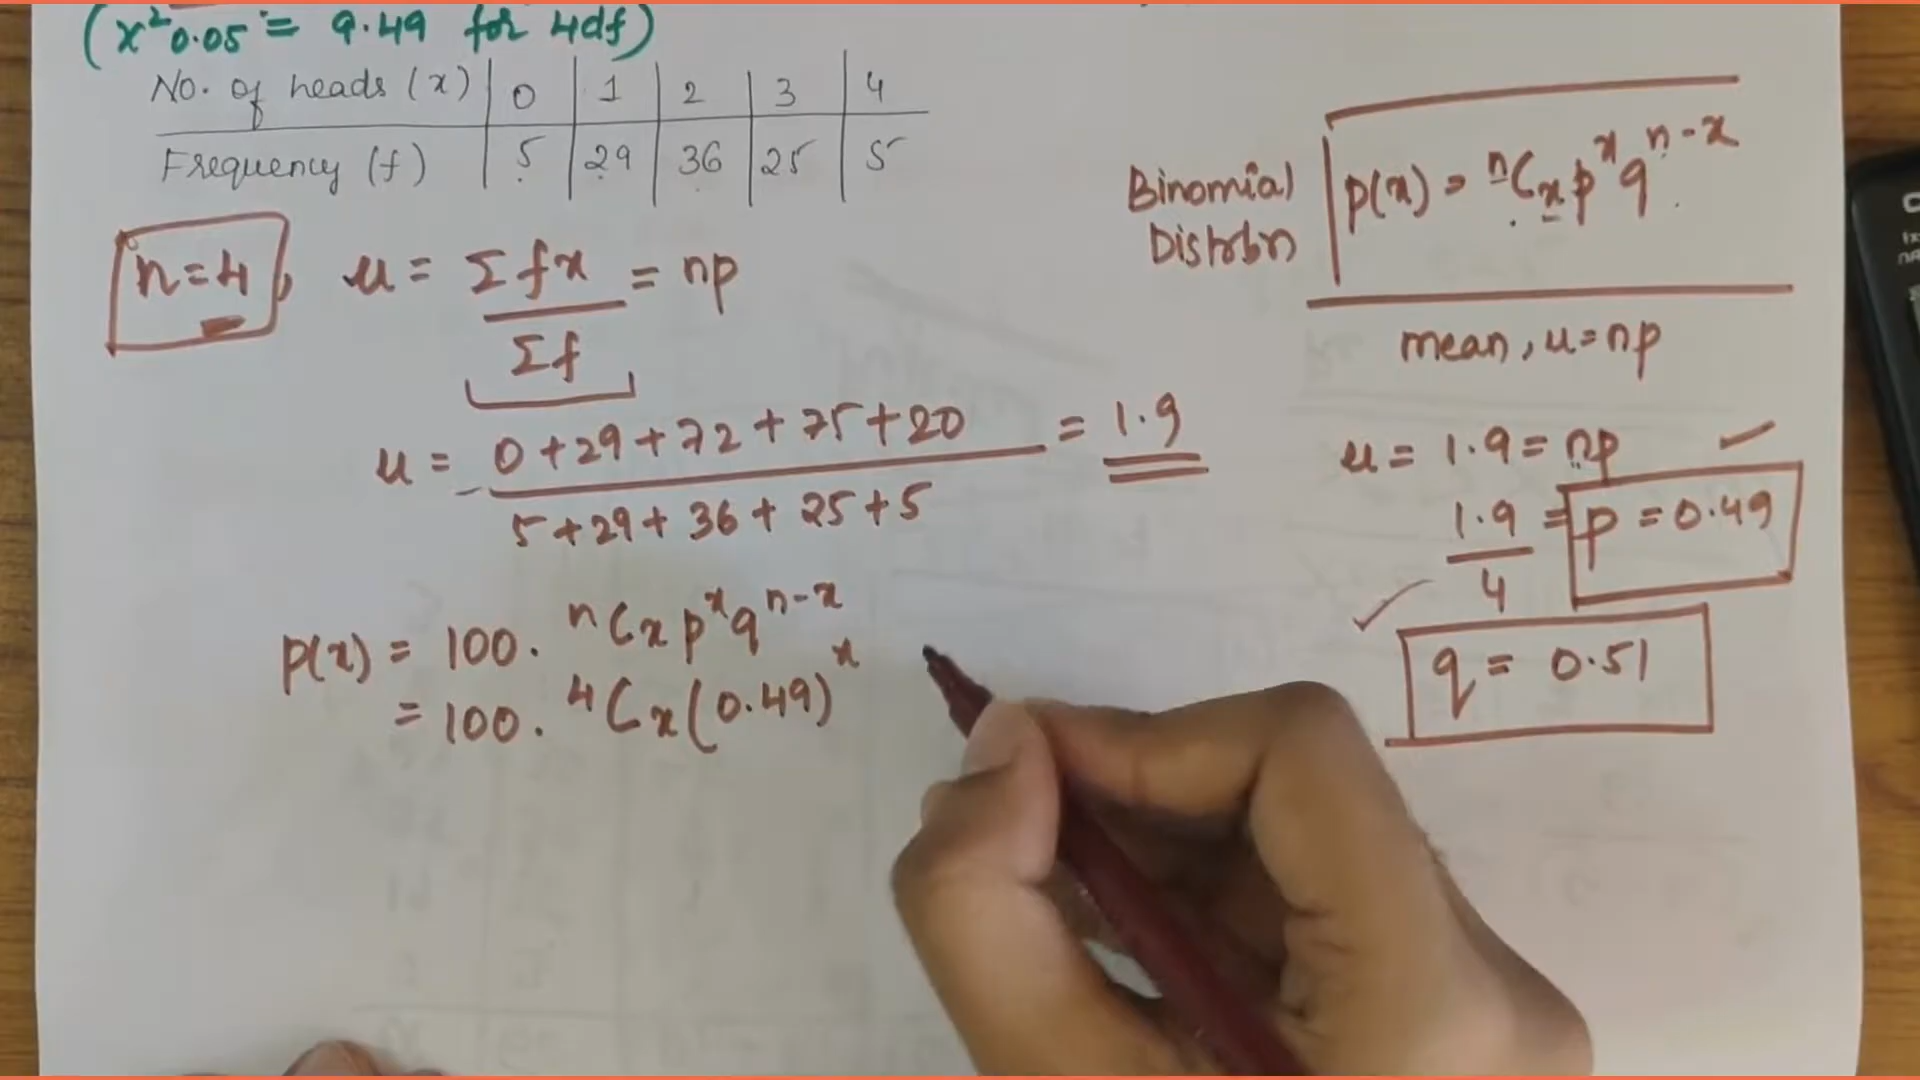 (x²0.05 = 9.49 for 4df)
No. of heads (x) 0 1 2 3 4
Frequency (f) 5 29 36 25 5
n=4, u = Σfx / Σf = np
u = 0+29+72+75+20 / 5+29+36+25+5 = 1.9
p(x) = 100. ⁿCₓ pˣ qⁿ⁻ˣ
= 100. ⁴Cₓ (0.49)ˣ
Binomial
Distrbn
p(x) = ⁿCₓ pˣ qⁿ⁻ˣ
mean, u=np
u = 1.9 = np
1.9 / 4 = p = 0.49
q = 0.51